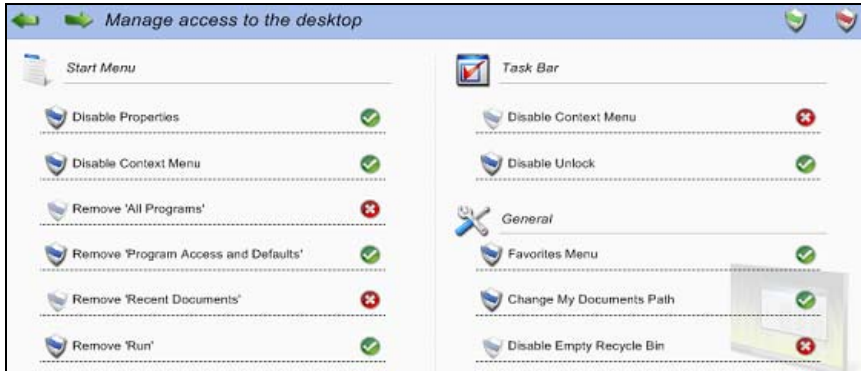 Manage access to the desktop
Start Menu
Disable Properties
Disable Context Menu
Remove 'All Programs'
Remove 'Program Access and Defaults'
Remove 'Recent Documents'
Remove 'Run'
Task Bar
Disable Context Menu
Disable Unlock
General
Favorites Menu
Change My Documents Path
Disable Empty Recycle Bin